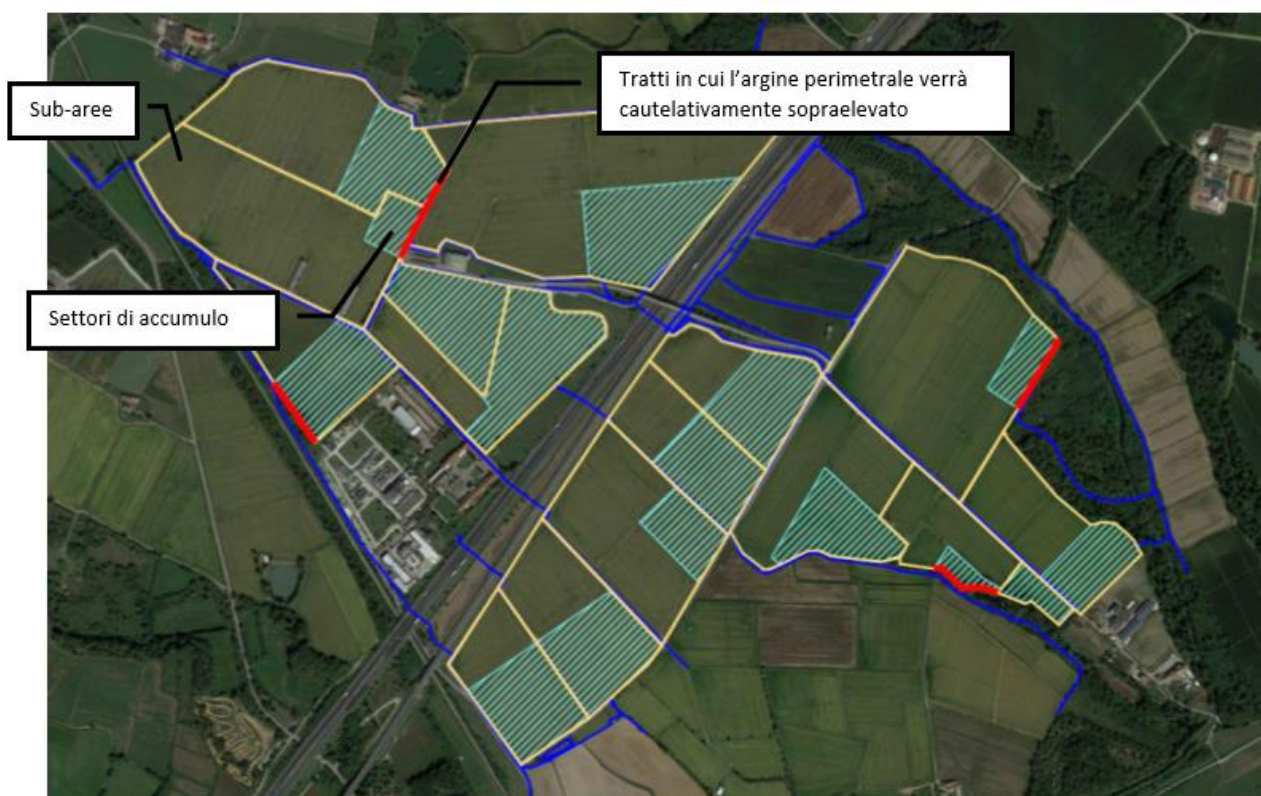 Tratti in cui l’argine perimetrale verrà
cautelativamente sopraelevato
Sub-aree
Settori di accumulo